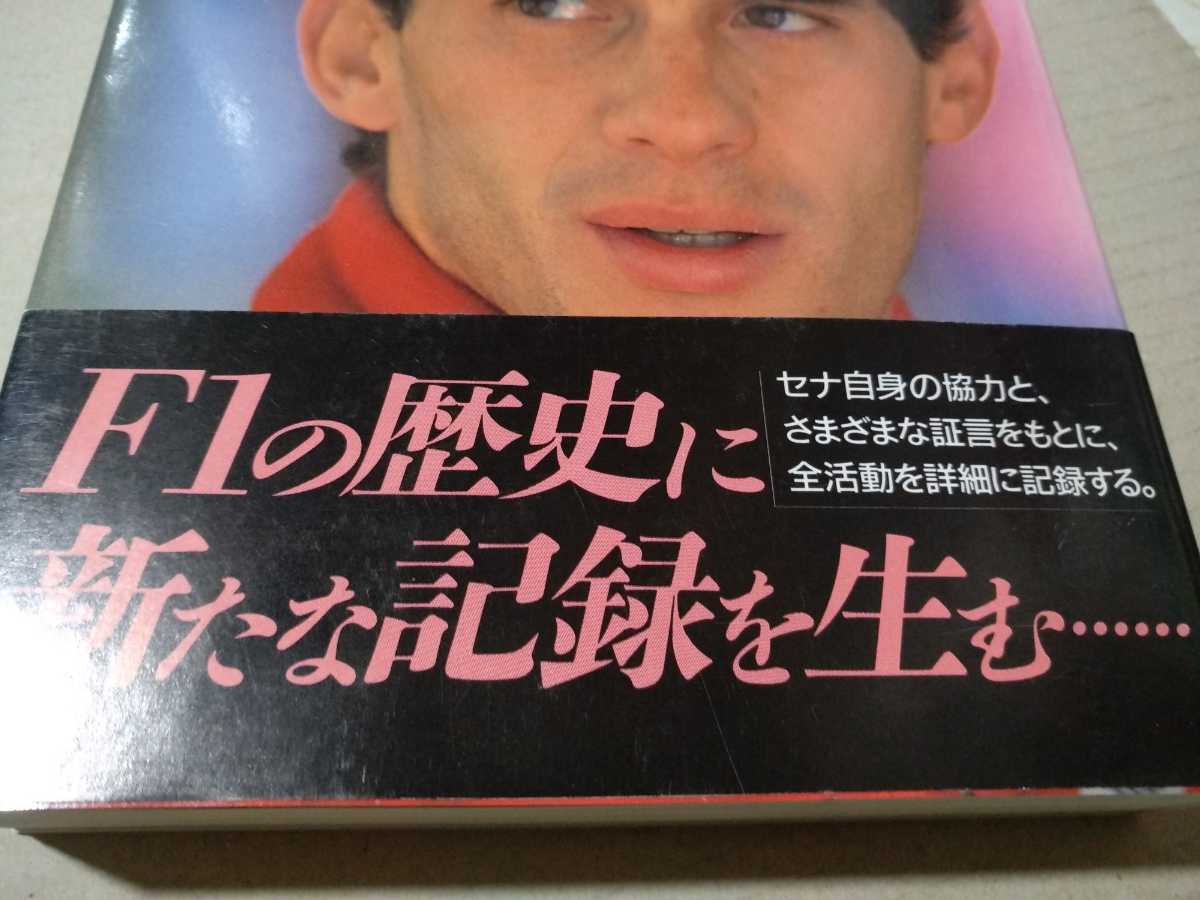 F1の歴史に
新たな記録を生む……
セナ自身の協力と、
さまざまな証言をもとに、
全活動を詳細に記録する。